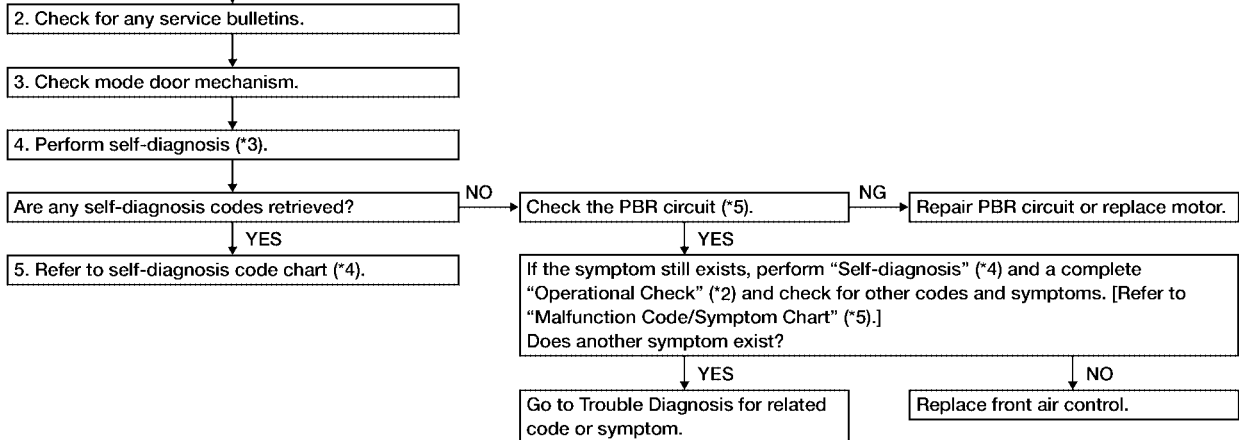 2. Check for any service bulletins.
3. Check mode door mechanism.
4. Perform self-diagnosis (*3).
Are any self-diagnosis codes retrieved?
NO
Check the PBR circuit (*5).
NG
Repair PBR circuit or replace motor.
YES
YES
5. Refer to self-diagnosis code chart (*4).
If the symptom still exists, perform “Self-diagnosis” (*4) and a complete
“Operational Check” (*2) and check for other codes and symptoms. [Refer to
“Malfunction Code/Symptom Chart” (*5).]
Does another symptom exist?
YES
NO
Go to Trouble Diagnosis for related
code or symptom.
Replace front air control.